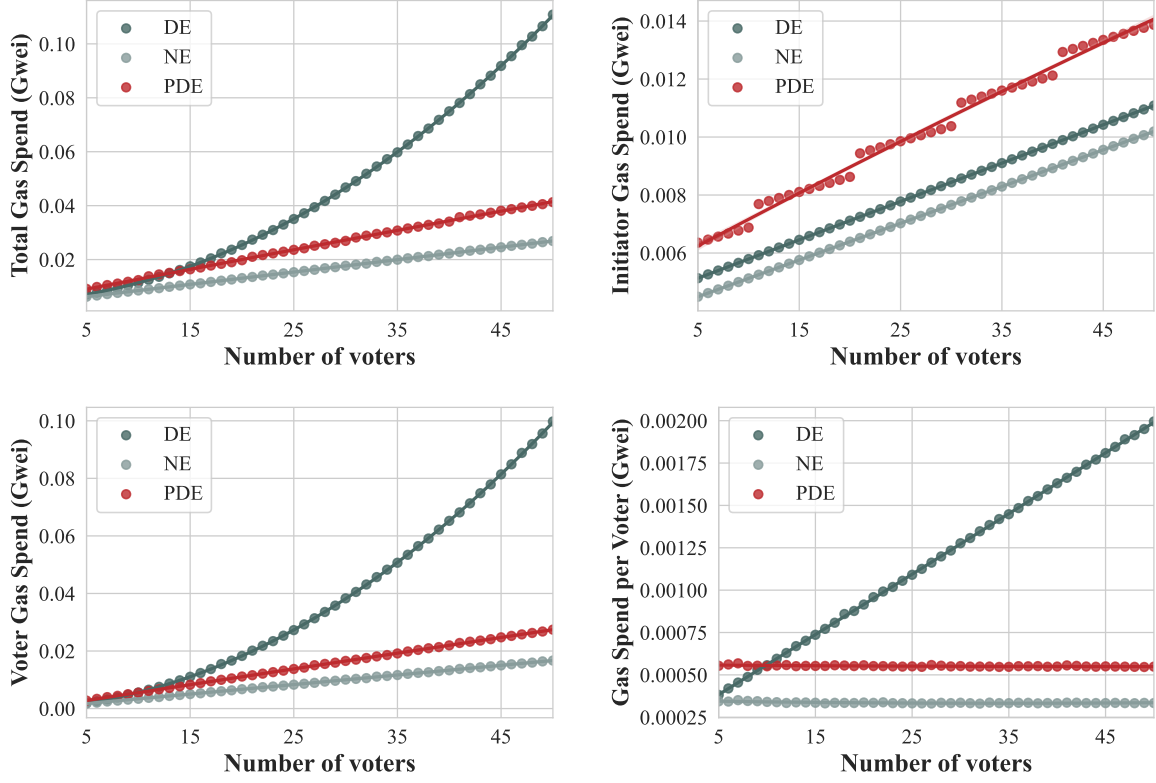 Total Gas Spend (Gwei)
0.10
0.08
0.06
0.04
0.02
DE
NE
PDE
5
15
25
35
45
Number of voters
Initiator Gas Spend (Gwei)
0.014
0.012
0.010
0.008
0.006
DE
NE
PDE
5
15
25
35
45
Number of voters
Voter Gas Spend (Gwei)
0.10
0.08
0.06
0.04
0.02
0.00
DE
NE
PDE
5
15
25
35
45
Number of voters
Gas Spend per Voter (Gwei)
0.00200
0.00175
0.00150
0.00125
0.00100
0.00075
0.00050
0.00025
DE
NE
PDE
5
15
25
35
45
Number of voters